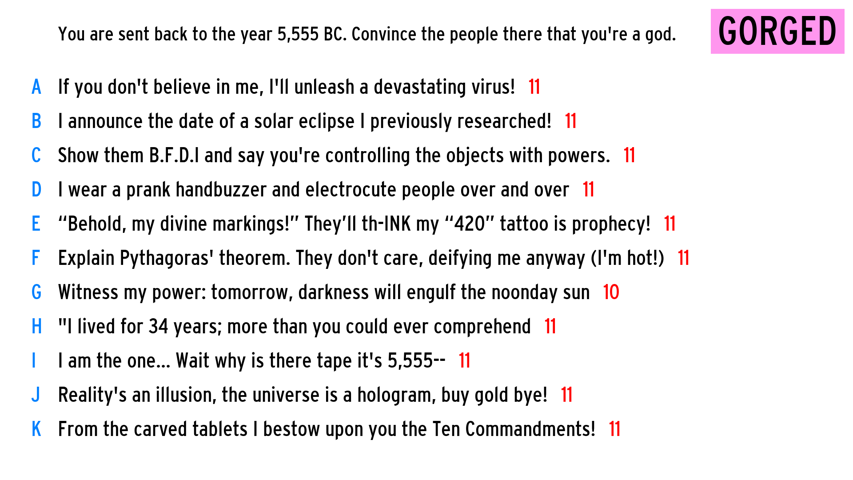 You are sent back to the year 5,555 BC. Convince the people there that you're a god.
GORGED
A If you don't believe in me, I'll unleash a devastating virus! 11
B I announce the date of a solar eclipse I previously researched! 11
C Show them B.F.D.I and say you're controlling the objects with powers. 11
D I wear a prank handbuzzer and electrocute people over and over 11
E “Behold, my divine markings!” They’ll th-INK my “420” tattoo is prophecy! 11
F Explain Pythagoras' theorem. They don't care, deifying me anyway (I'm hot!) 11
G Witness my power: tomorrow, darkness will engulf the noonday sun 10
H "I lived for 34 years; more than you could ever comprehend 11
I I am the one... Wait why is there tape it's 5,555-- 11
J Reality's an illusion, the universe is a hologram, buy gold bye! 11
K From the carved tablets I bestow upon you the Ten Commandments! 11